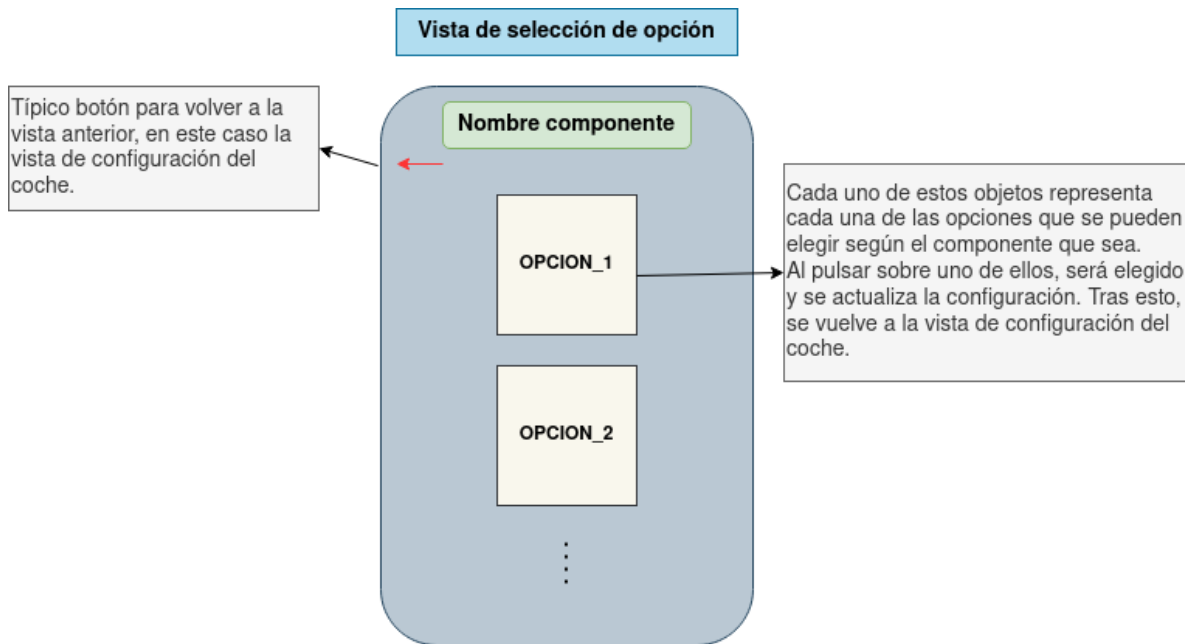 Vista de selección de opción
Típico botón para volver a la
vista anterior, en este caso la
vista de configuración del
coche.
Nombre componente
OPCION_1
Cada uno de estos objetos representa
cada una de las opciones que se pueden
elegir según el componente que sea.
Al pulsar sobre uno de ellos, será elegido
y se actualiza la configuración. Tras esto,
se vuelve a la vista de configuración del
coche.
OPCION_2